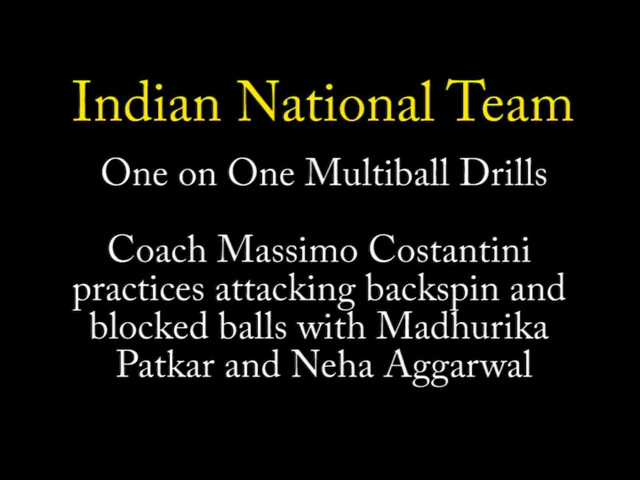 Indian National Team
One on One Multiball Drills
Coach Massimo Costantini
practices attacking backspin and
blocked balls with Madhurika
Patkar and Neha Aggarwal